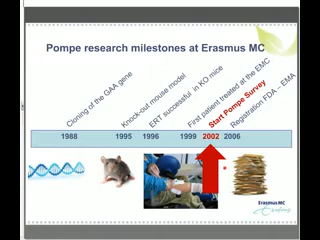 Pompe research milestones at Erasmus MC
Cloning of the GAA gene
Knock-out mouse model
ERT successful in KO mice
First patient treated at the EMC
Start Pompe Survey
Registration FDA – EMA
1988 1995 1996 1999 2002 2006
Erasmus MC
Erasmus